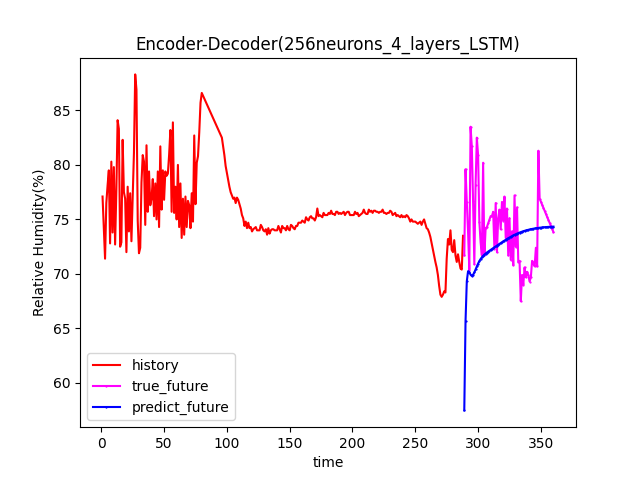 Encoder-Decoder(256neurons_4_layers_LSTM)
Relative Humidity(%)
85
80
75
70
65
60
history
true_future
predict_future
0 50 100 150 200 250 300 350
time